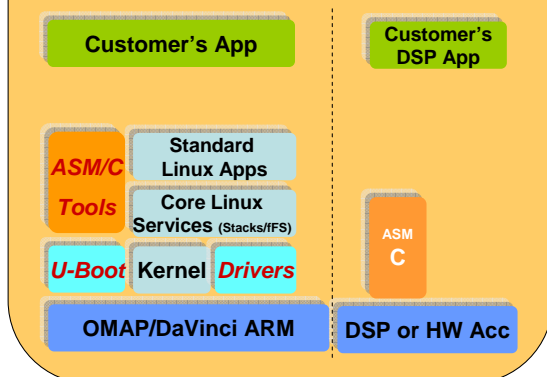 Customer's App
Customer's
DSP App
ASM/C
Tools
Standard
Linux Apps
Core Linux
Services (Stacks/fFS)
ASM
C
U-Boot
Kernel
Drivers
OMAP/DaVinci ARM
DSP or HW Acc